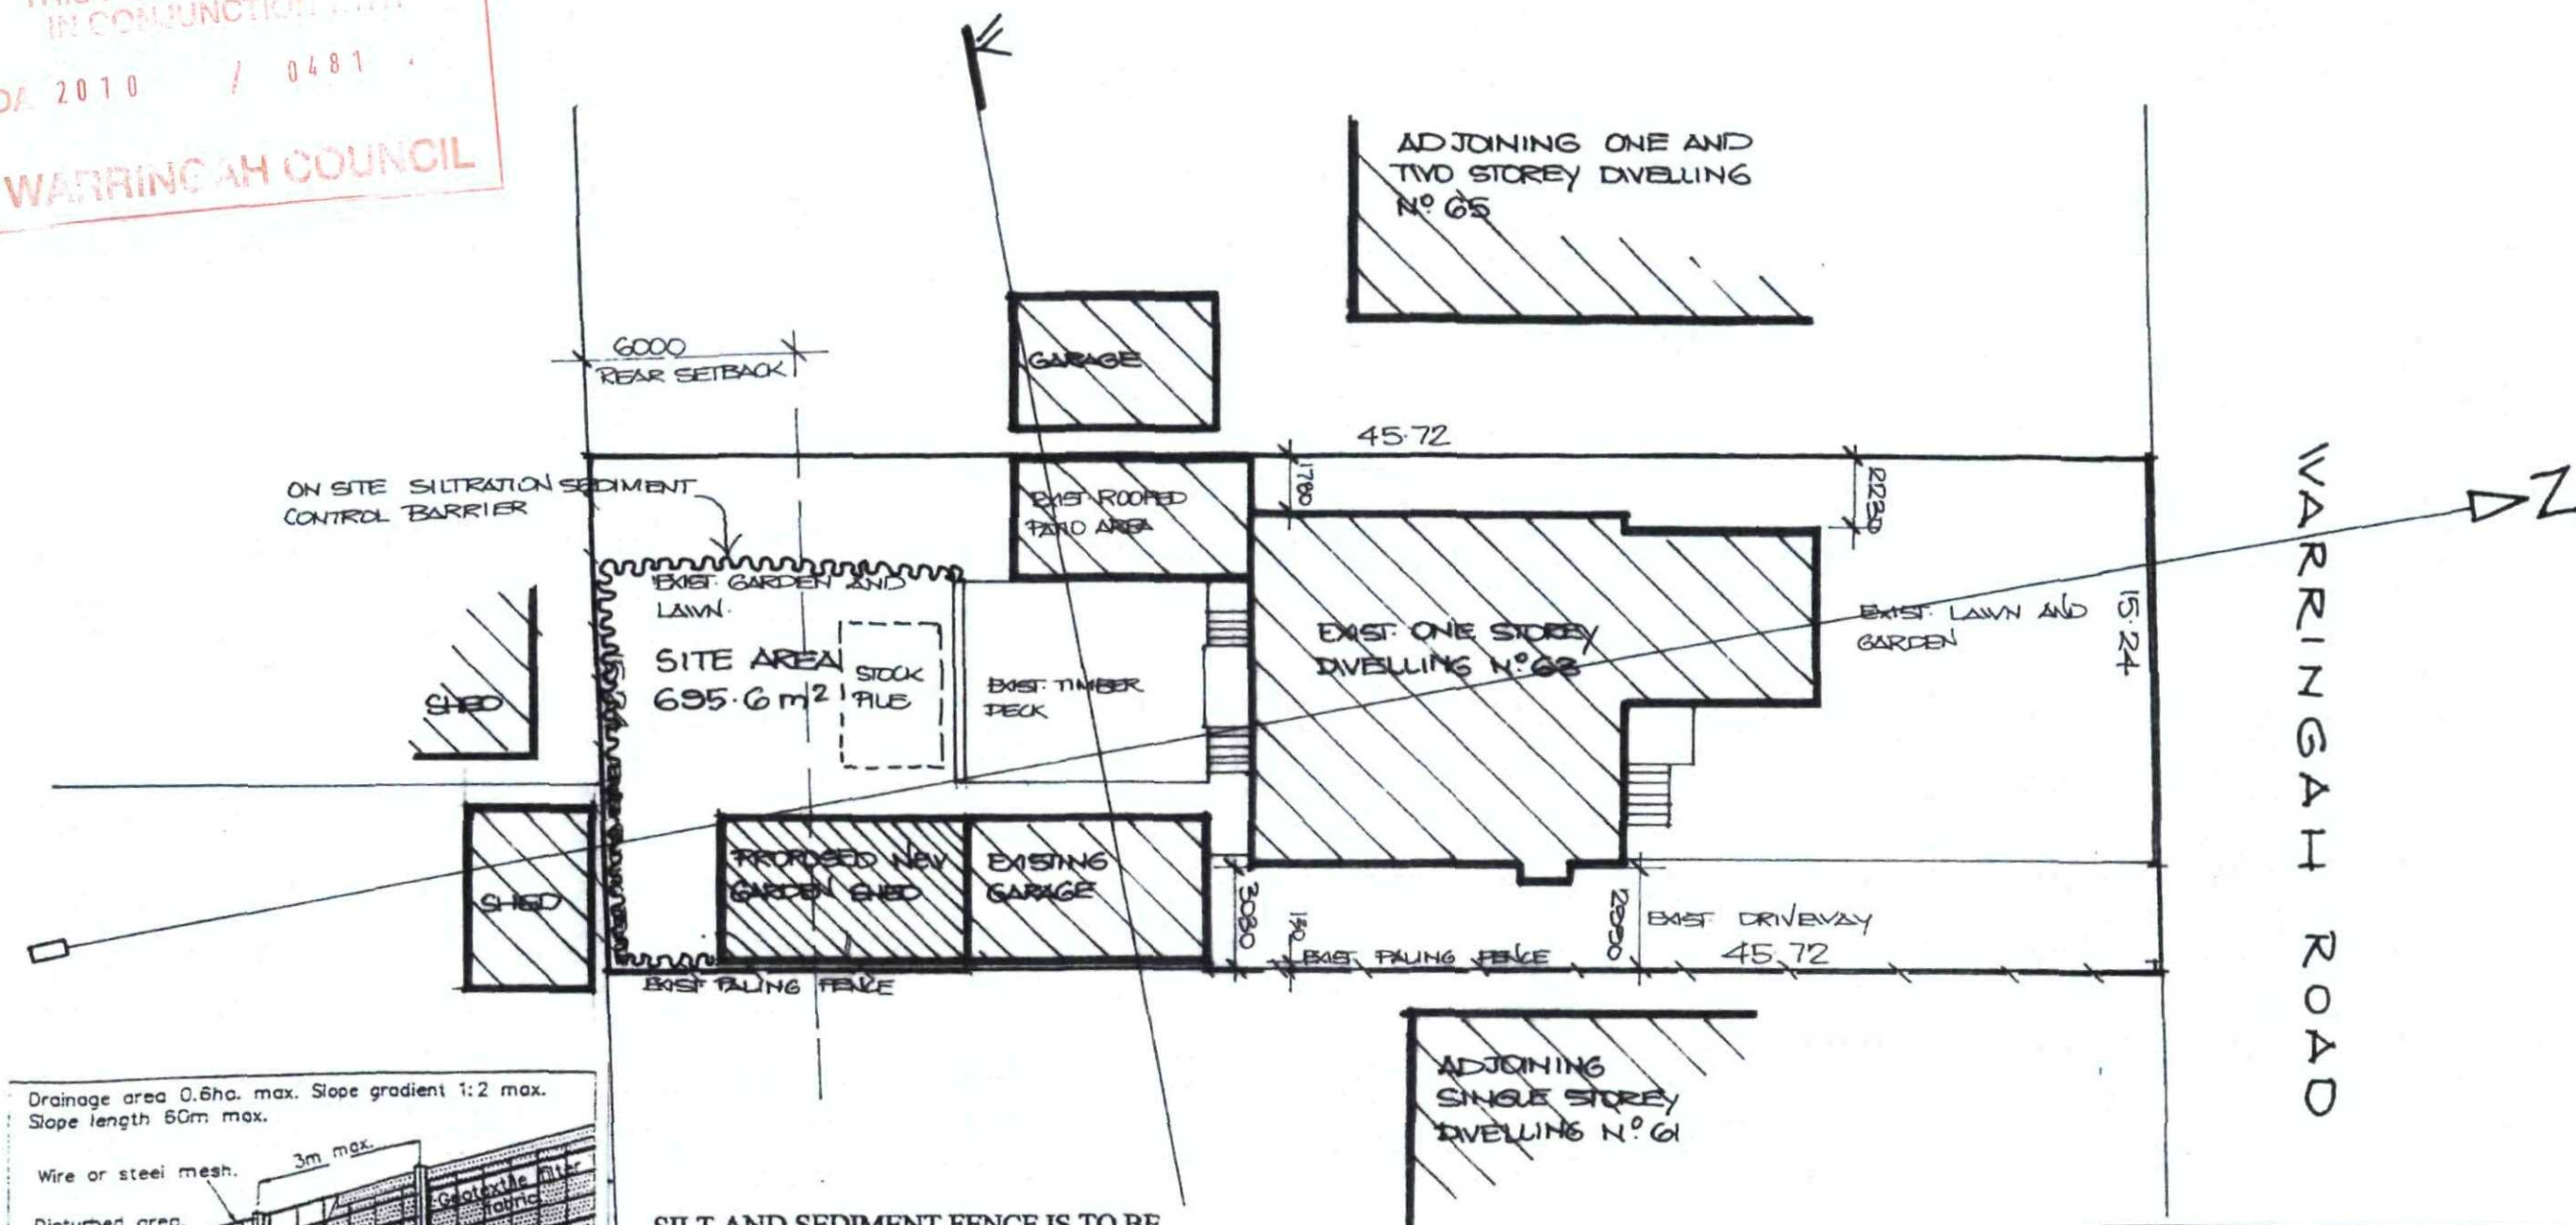 IN CONJUNCTION
DA 2010 / 0481
WARRINGAH COUNCIL
ADJOINING ONE AND
TWO STOREY DWELLING
Nº 65
6000
REAR SETBACK
GARAGE
45.72
1780
2230
ON SITE SILTRATION SEDIMENT
CONTROL BARRIER
EXIST ROOFED
PATIO AREA
EXIST. GARDEN AND
LAWN.
SITE AREA
695.6 m²
STOCK
PILE
EXIST. TIMBER
DECK
EXIST. ONE STOREY
DWELLING Nº 63
EXIST. LAWN AND
GARDEN
15.24
N
WARRINGAH ROAD
SHED
SHED
PROPOSED NEW
GARDEN SHED
EXISTING
GARAGE
3080
150
2950
EXIST. DRIVEWAY
45.72
EXIST PALING FENCE
EXIST PALING FENCE
ADJOINING
SINGLE STOREY
DWELLING Nº 61
Drainage area 0.6ha. max. Slope gradient 1:2 max.
Slope length 60m max.
3m max.
Wire or steel mesh.
Geotextile filter
fabric
Disturbed area
SILT AND SEDIMENT FENCE IS TO BE